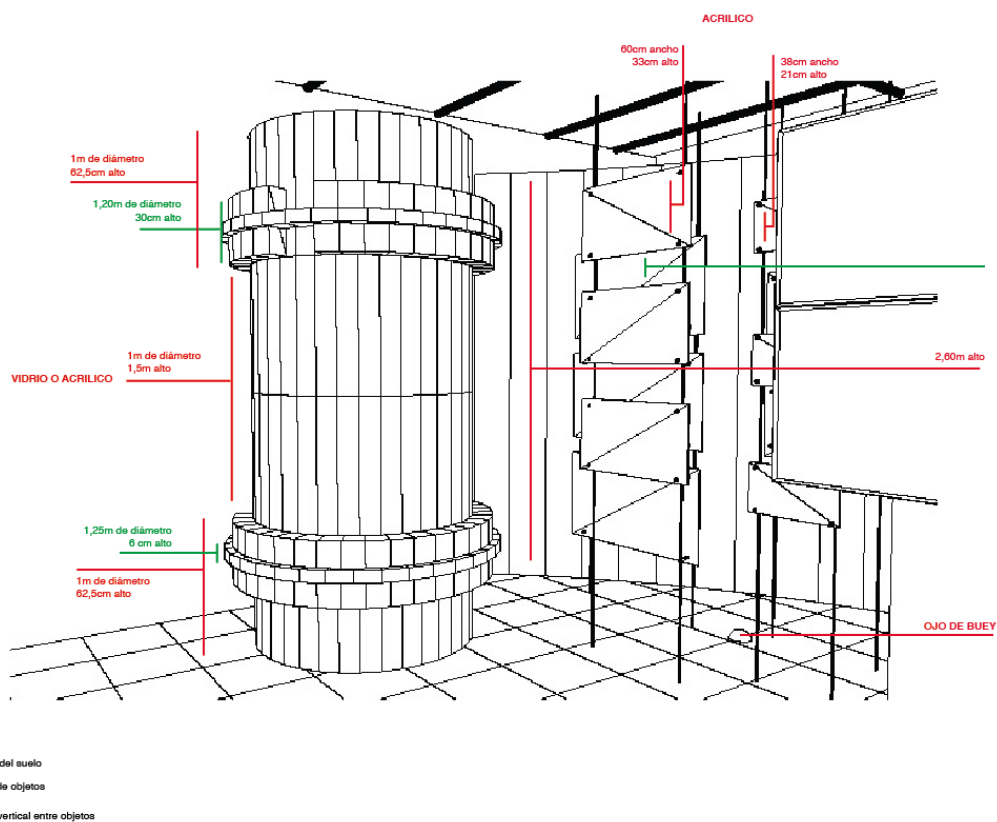 ACRILICO
60cm ancho
33cm alto
38cm ancho
21cm alto
1m de diámetro
62,5cm alto
1,20m de diámetro
30cm alto
1m de diámetro
1,5m alto
VIDRIO O ACRILICO
2,60m alto
1,25m de diámetro
6 cm alto
1m de diámetro
62,5cm alto
OJO DE BUEY
del suelo
de objetos
vertical entre objetos